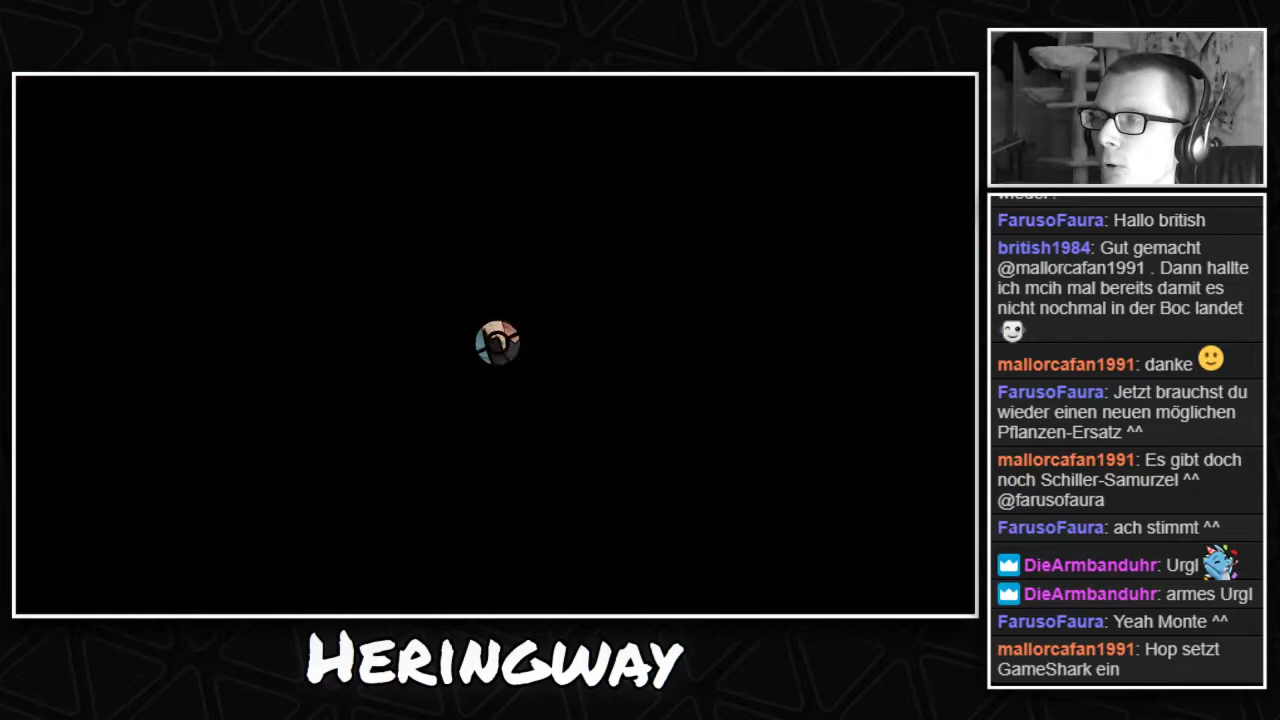 wieder.
FarusoFaura: Hallo british
british1984: Gut gemacht
@mallorcafan1991 . Dann hallte
ich mcih mal bereits damit es
nicht nochmal in der Boc landet
mallorcafan1991: danke
FarusoFaura: Jetzt brauchst du
wieder einen neuen möglichen
Pflanzen-Ersatz ^^
mallorcafan1991: Es gibt doch
noch Schiller-Samurzel ^^
@farusofaura
FarusoFaura: ach stimmt ^^
DieArmbanduhr: Urgl
DieArmbanduhr: armes Urgl
FarusoFaura: Yeah Monte ^^
mallorcafan1991: Hop setzt
GameShark ein
HERINGWAY